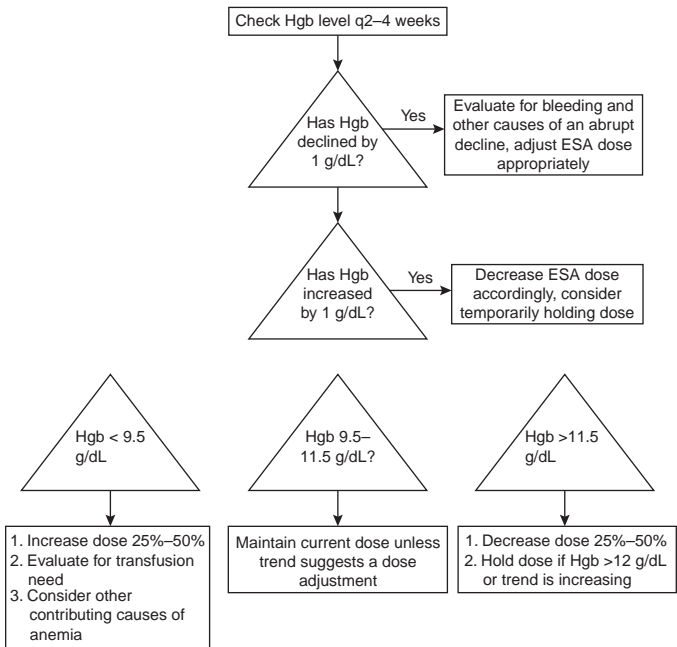 Check Hgb level q2–4 weeks
Has Hgb
declined by
1 g/dL?
Yes
Evaluate for bleeding and
other causes of an abrupt
decline, adjust ESA dose
appropriately
Has Hgb
increased
by 1 g/dL?
Yes
Decrease ESA dose
accordingly, consider
temporarily holding dose
Hgb < 9.5
g/dL
Hgb 9.5–
11.5 g/dL?
Hgb >11.5
g/dL
1. Increase dose 25%–50%
2. Evaluate for transfusion
need
3. Consider other
contributing causes of
anemia
Maintain current dose unless
trend suggests a dose
adjustment
1. Decrease dose 25%–50%
2. Hold dose if Hgb >12 g/dL
or trend is increasing